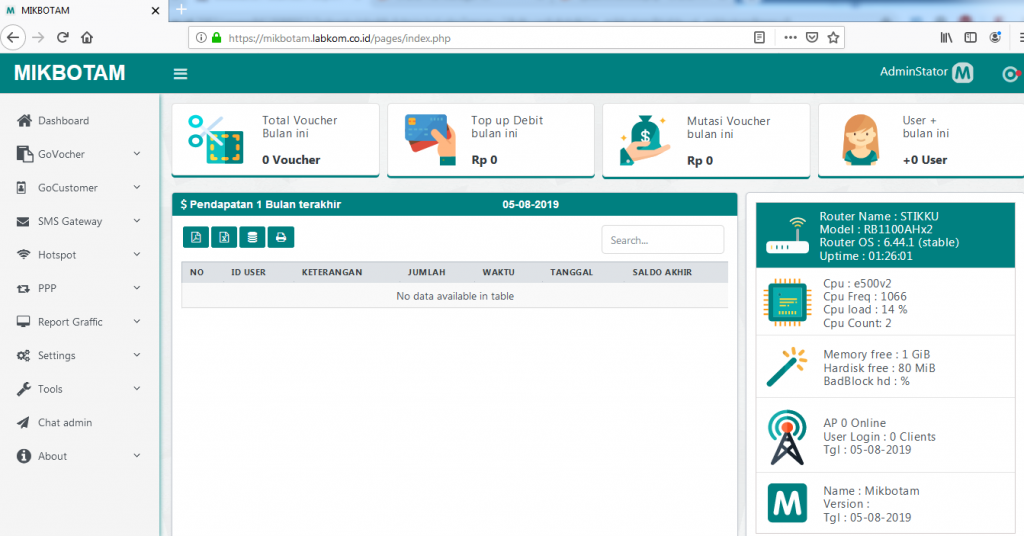 MIKBOTAM
https://mikbotam.labkom.co.id/pages/index.php
MIKBOTAM
AdminStator
Dashboard
GoVocher
GoCustomer
SMS Gateway
Hotspot
PPP
Report Graffic
Settings
Tools
Chat admin
About
Total Voucher
Bulan ini
0 Voucher
Top up Debit
bulan ini
Rp 0
Mutasi Voucher
bulan ini
Rp 0
User +
bulan ini
+0 User
$ Pendapatan 1 Bulan terakhir 05-08-2019
Search...
NO ID USER KETERANGAN JUMLAH WAKTU TANGGAL SALDO AKHIR
No data available in table
Router Name : STIKKU
Model : RB1100AHx2
Router OS : 6.44.1 (stable)
Uptime : 01:26:01
Cpu : e500v2
Cpu Freq : 1066
Cpu load : 14 %
Cpu Count: 2
Memory free : 1 GiB
Hardisk free : 80 MiB
BadBlock hd : %
AP 0 Online
User Login : 0 Clients
Tgl : 05-08-2019
Name : Mikbotam
Version :
Tgl : 05-08-2019